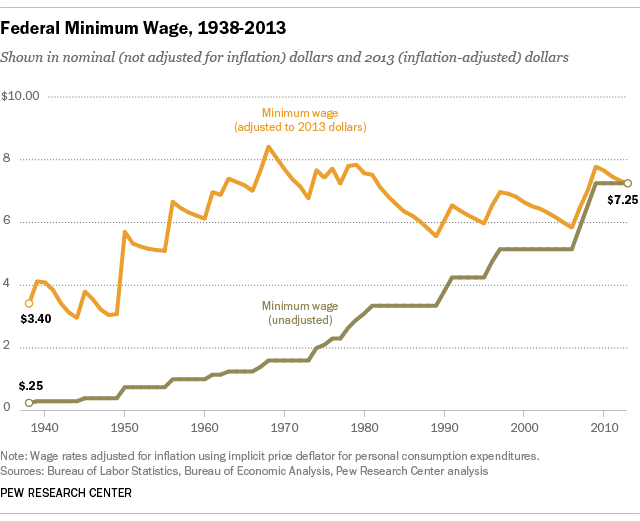 Federal Minimum Wage, 1938-2013
Shown in nominal (not adjusted for inflation) dollars and 2013 (inflation-adjusted) dollars
$10.00
8
6
4
2
0
Minimum wage
(adjusted to 2013 dollars)
$7.25
$3.40
Minimum wage
(unadjusted)
$.25
1940
1950
1960
1970
1980
1990
2000
2010
Note: Wage rates adjusted for inflation using implicit price deflator for personal consumption expenditures.
Sources: Bureau of Labor Statistics, Bureau of Economic Analysis, Pew Research Center analysis
PEW RESEARCH CENTER